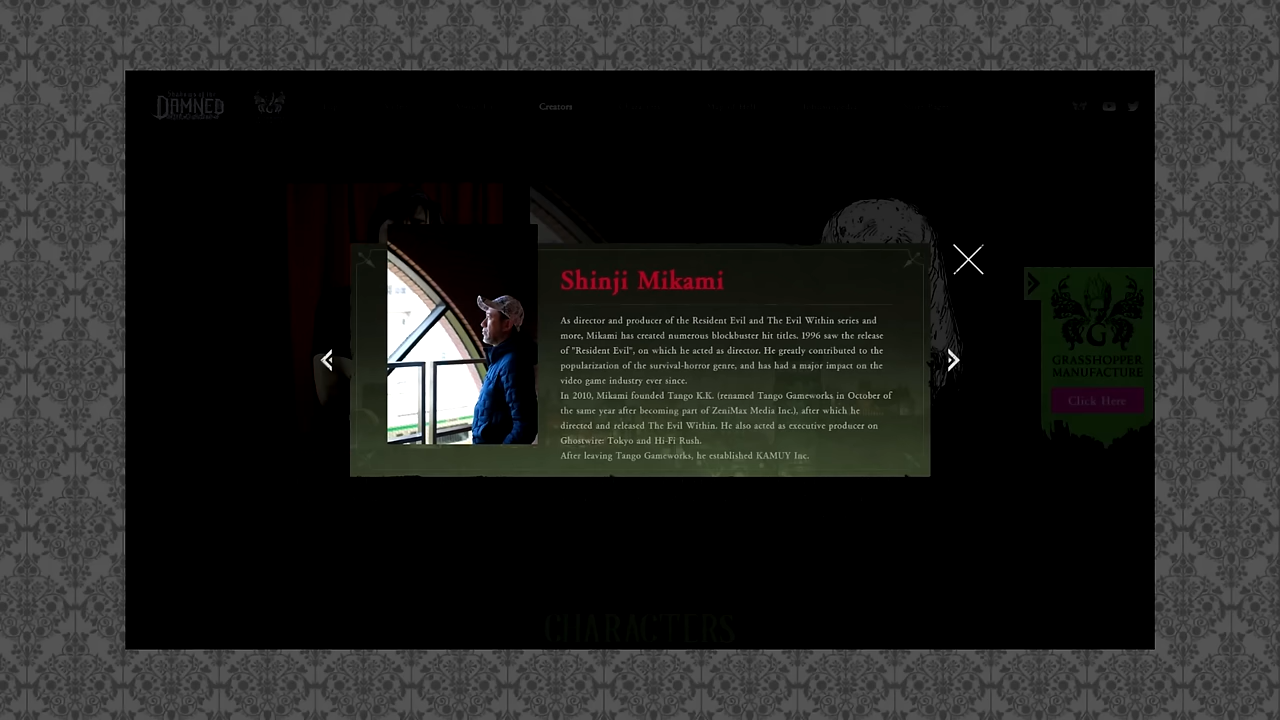 DAMNED
Creators
Shinji Mikami
As director and producer of the Resident Evil and The Evil Within series and
more, Mikami has created numerous blockbuster hit titles. 1996 saw the release
of "Resident Evil", on which he acted as director. He greatly contributed to the
popularization of the survival-horror genre, and has had a major impact on the
video game industry ever since.
In 2010, Mikami founded Tango K.K. (renamed Tango Gameworks in October of
the same year after becoming part of ZeniMax Media Inc.), after which he
directed and released The Evil Within. He also acted as executive producer on
Ghostwire: Tokyo and Hi-Fi Rush.
After leaving Tango Gameworks, he established KAMUY Inc.
G
GRASSHOPPER
MANUFACTURE
Click Here
CHARACTERS